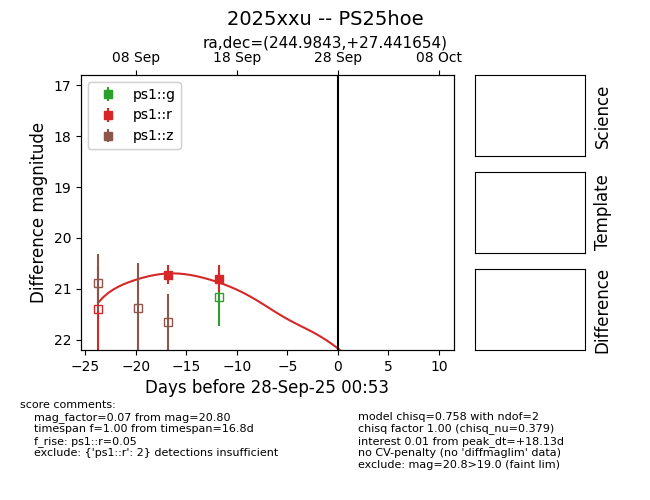 2025xxu -- PS25hoe
ra,dec=(244.9843,+27.441654)
08 Sep
18 Sep
28 Sep
08 Oct
ps1::g
ps1::r
ps1::z
17
18
19
20
21
22
Difference magnitude
−25
−20
−15
−10
−5
0
5
10
Days before 28-Sep-25 00:53
Science
Template
Difference
score comments:
mag_factor=0.07 from mag=20.80
timespan f=1.00 from timespan=16.8d
f_rise: ps1::r=0.05
exclude: {'ps1::r': 2} detections insufficient
model chisq=0.758 with ndof=2
chisq factor 1.00 (chisq_nu=0.379)
interest 0.01 from peak_dt=+18.13d
no CV-penalty (no 'diffmaglim' data)
exclude: mag=20.8>19.0 (faint lim)